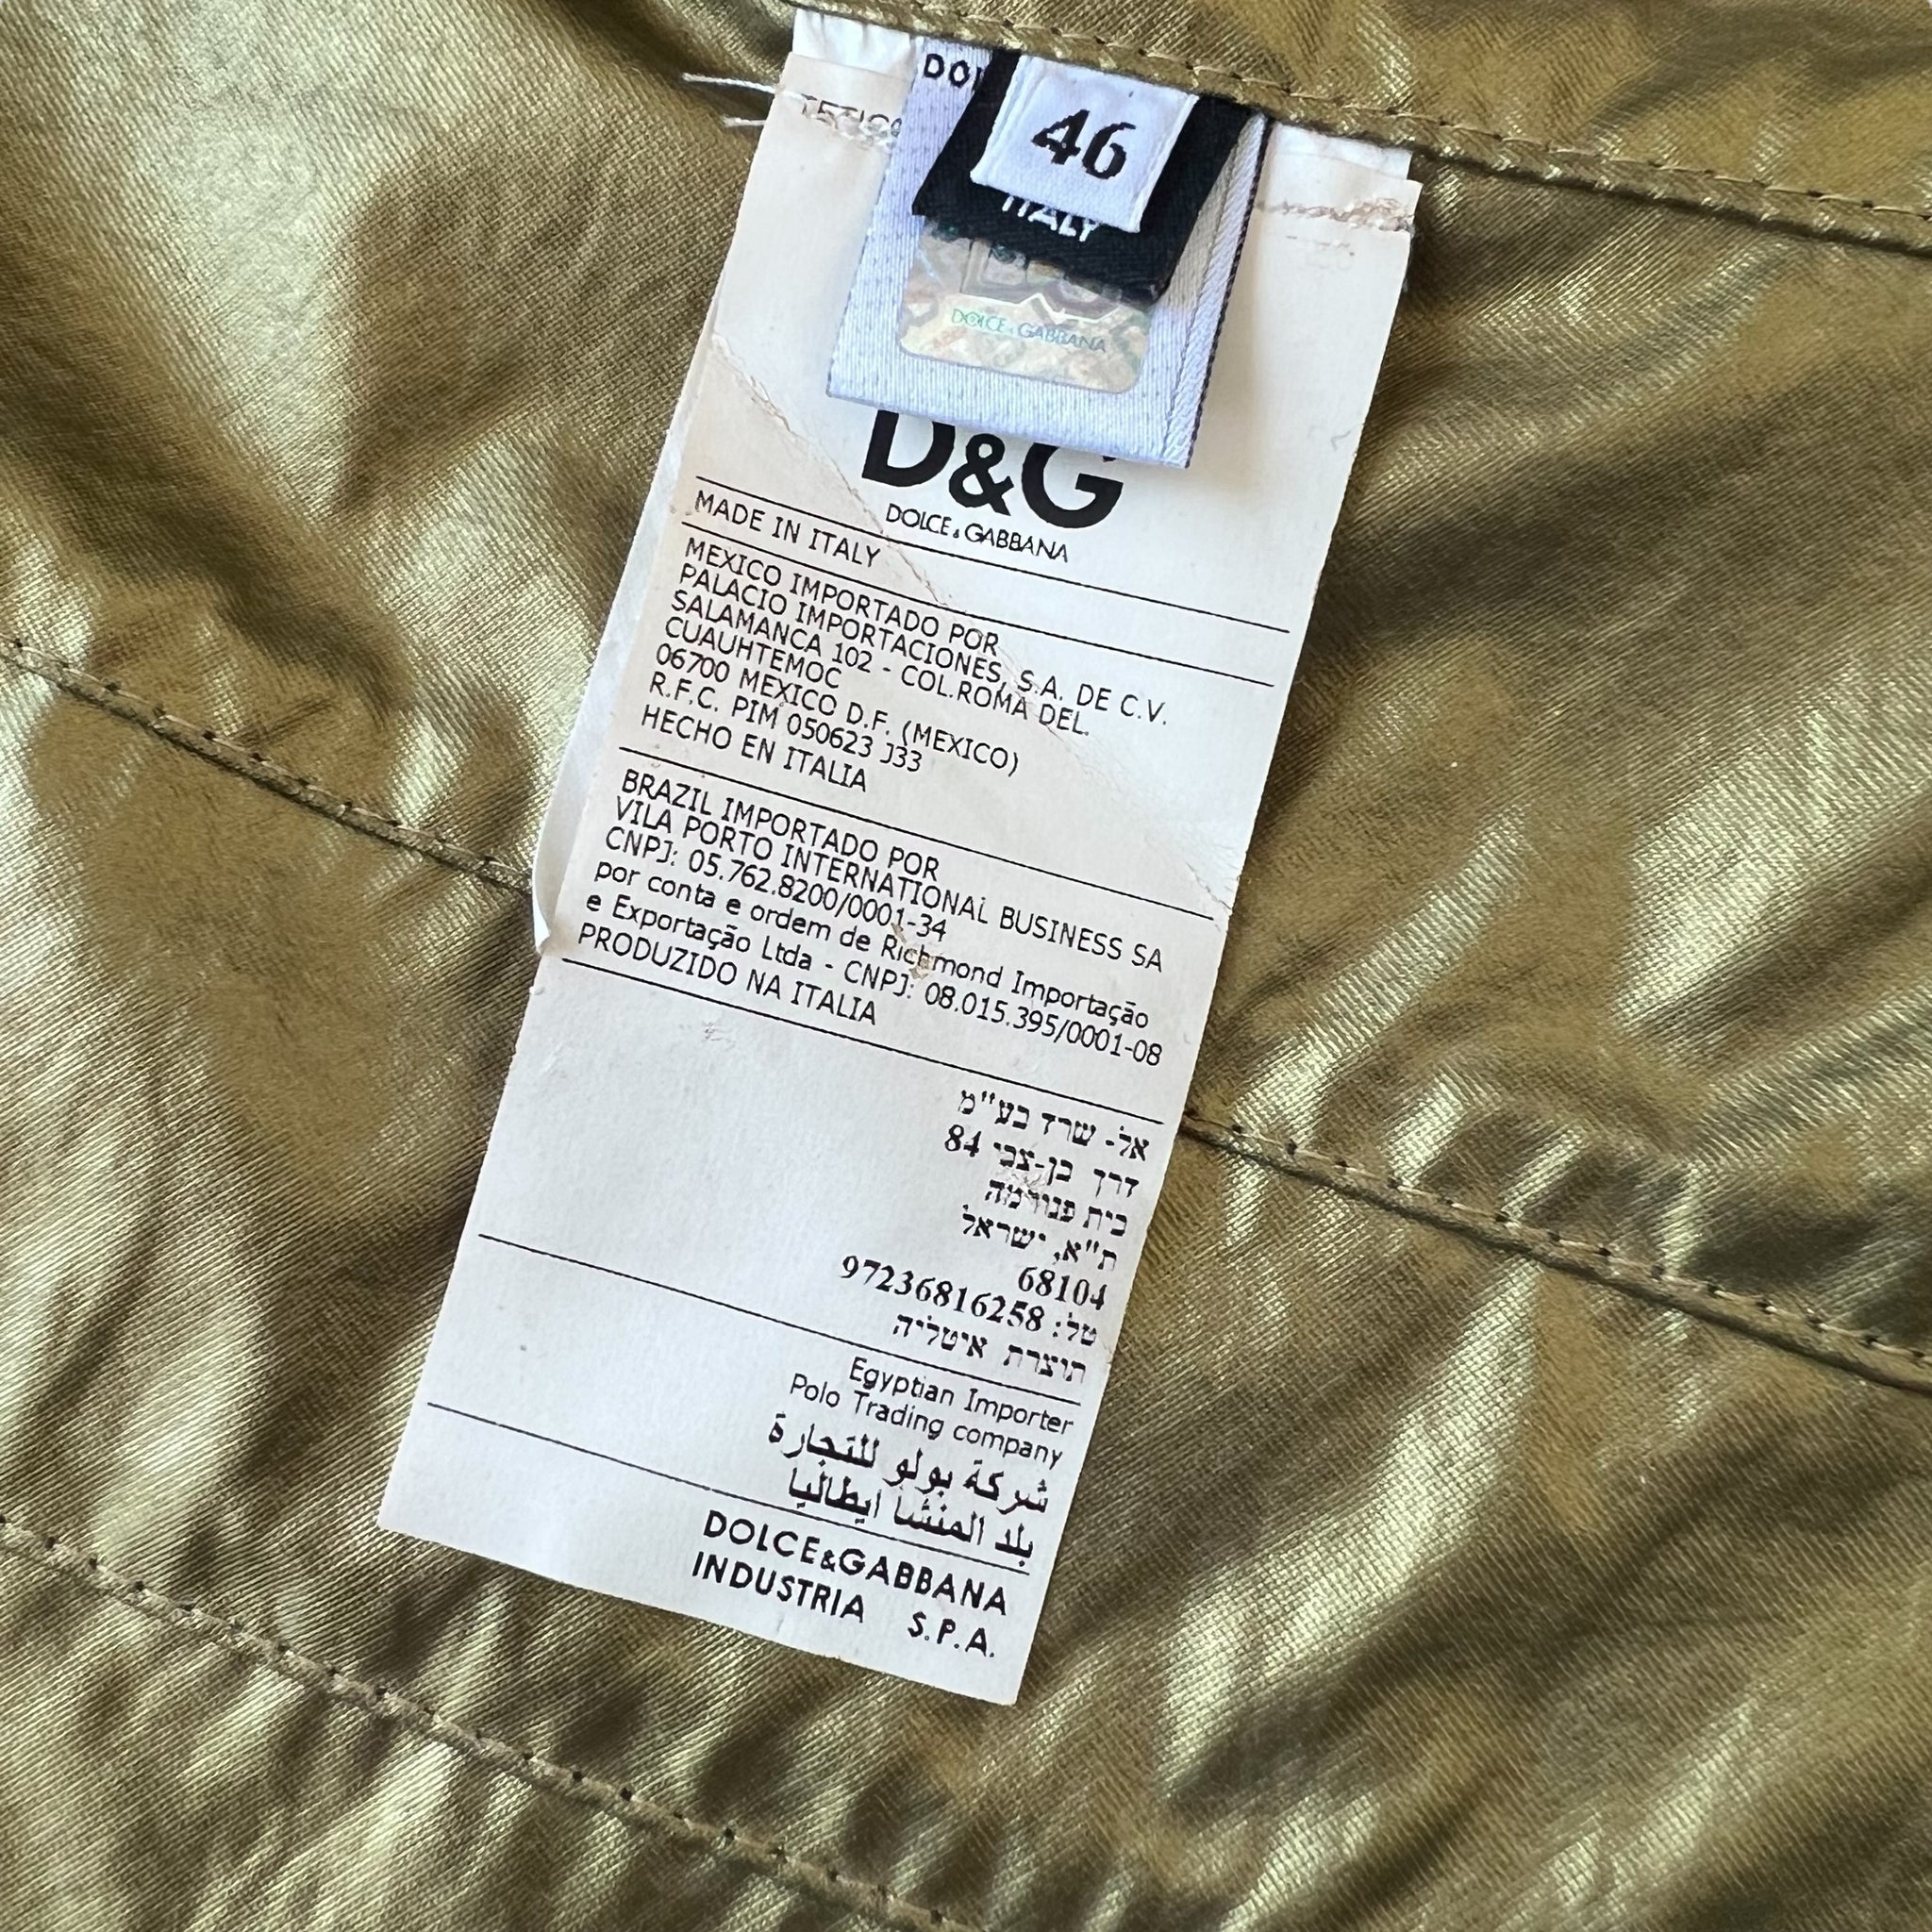 46
ITALY
DOLCE & GABBANA
D&G
DOLCE & GABBANA
MADE IN ITALY
MEXICO IMPORTADO POR
PALACIO IMPORTACIONES, S.A. DE C.V.
SALAMANCA 102 - COL.ROMA DEL.
CUAUHTEMOC
06700 MEXICO D.F. (MEXICO)
R.F.C. PIM 050623 J33
HECHO EN ITALIA
BRAZIL IMPORTADO POR
VILA PORTO INTERNATIONAL BUSINESS SA
CNPJ: 05.762.8200/0001-34
por conta e ordem de Richmond Importação
e Exportação Ltda - CNPJ: 08.015.395/0001-08
PRODUZIDO NA ITALIA
אל- שרד בע"מ
דרך בן-צבי 84
בית פנורמה
ת"א, ישראל
68104
טל: 97236816258
תוצרת איטליה
Egyptian Importer
Polo Trading company
شركة بولو للتجارة
بلد المنشأ ايطاليا
DOLCE&GABBANA
INDUSTRIA S.P.A.